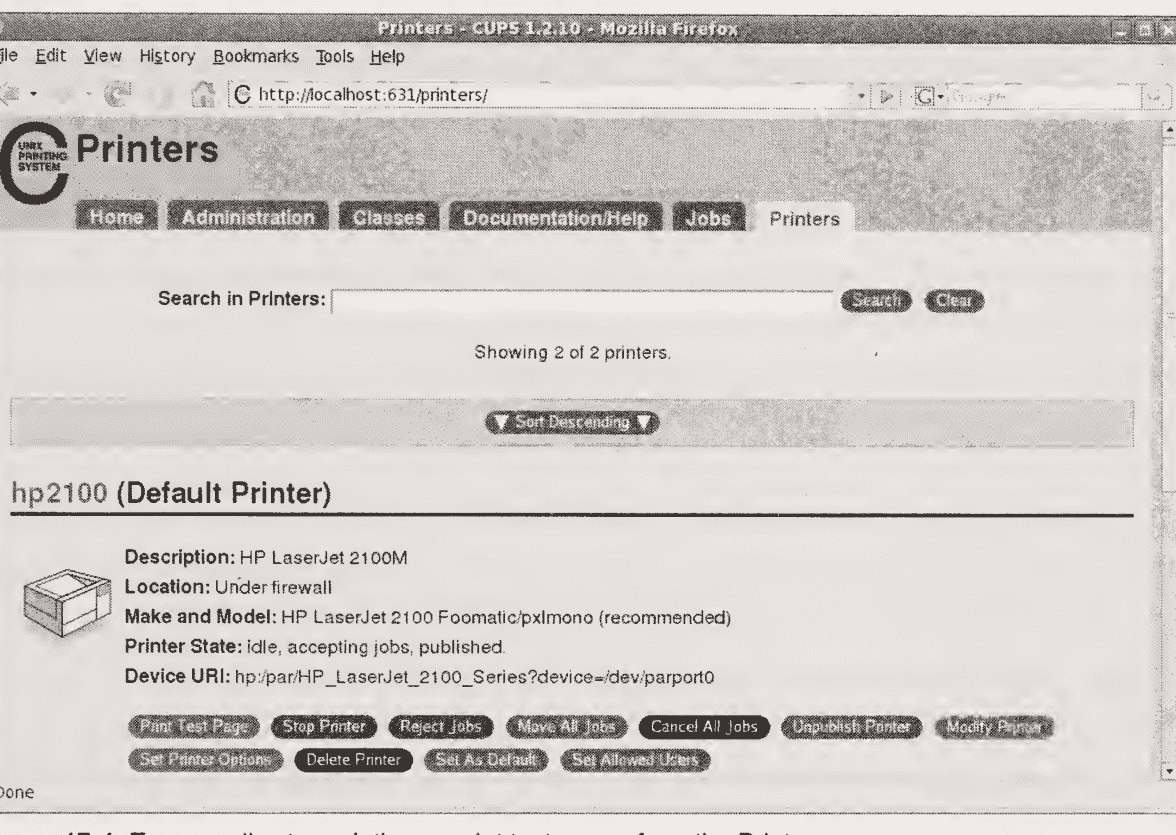 Printers - CUPS 1.2.10 - Mozilla Firefox
ile Edit View History Bookmarks Tools Help
http://localhost:631/printers/
UNIX
PRINTING
SYSTEM
Printers
Home Administration Classes Documentation/Help Jobs Printers
Search in Printers: Search Clear
Showing 2 of 2 printers.
▼ Sort Descending ▼
hp2100 (Default Printer)
Description: HP LaserJet 2100M
Location: Under firewall
Make and Model: HP LaserJet 2100 Foomatic/pxlmono (recommended)
Printer State: idle, accepting jobs, published.
Device URI: hp:/par/HP_LaserJet_2100_Series?device=/dev/parport0
Print Test Page Stop Printer Reject Jobs Move All Jobs Cancel All Jobs Unpublish Printer Modify Printer
Set Printer Options Delete Printer Set As Default Set Allowed Users
Done